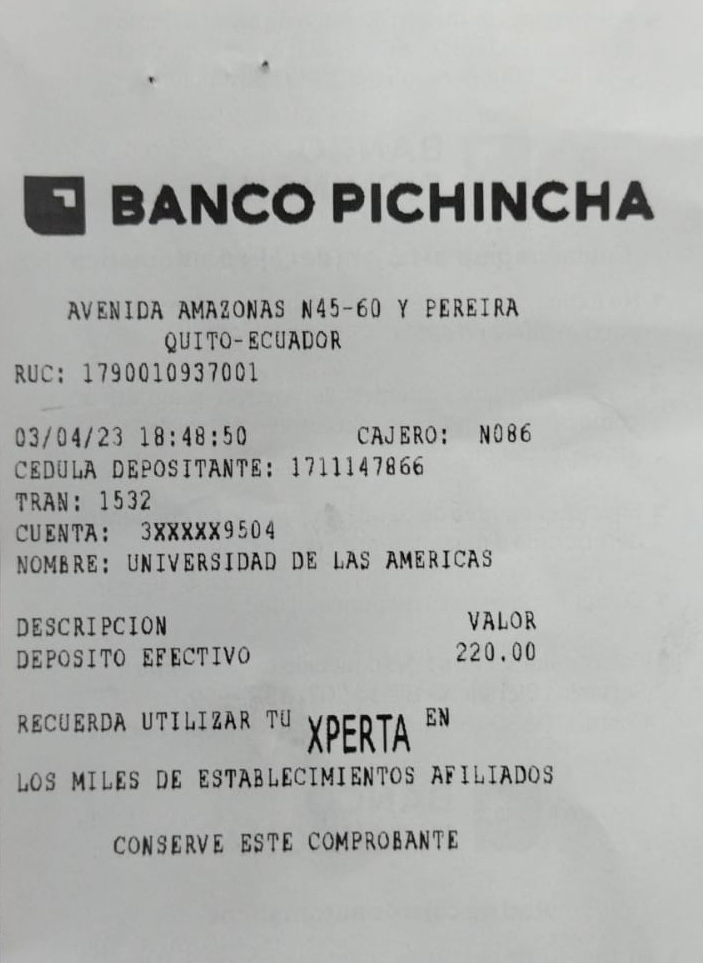 BANCO PICHINCHA
AVENIDA AMAZONAS N45-60 Y PEREIRA
QUITO-ECUADOR
RUC: 1790010937001
03/04/23 18:48:50 CAJERO: N086
CEDULA DEPOSITANTE: 1711147866
TRAN: 1532
CUENTA: 3XXXXX9504
NOMBRE: UNIVERSIDAD DE LAS AMERICAS
DESCRIPCION VALOR
DEPOSITO EFECTIVO 220.00
RECUERDA UTILIZAR TU XPERTA EN
LOS MILES DE ESTABLECIMIENTOS AFILIADOS
CONSERVE ESTE COMPROBANTE